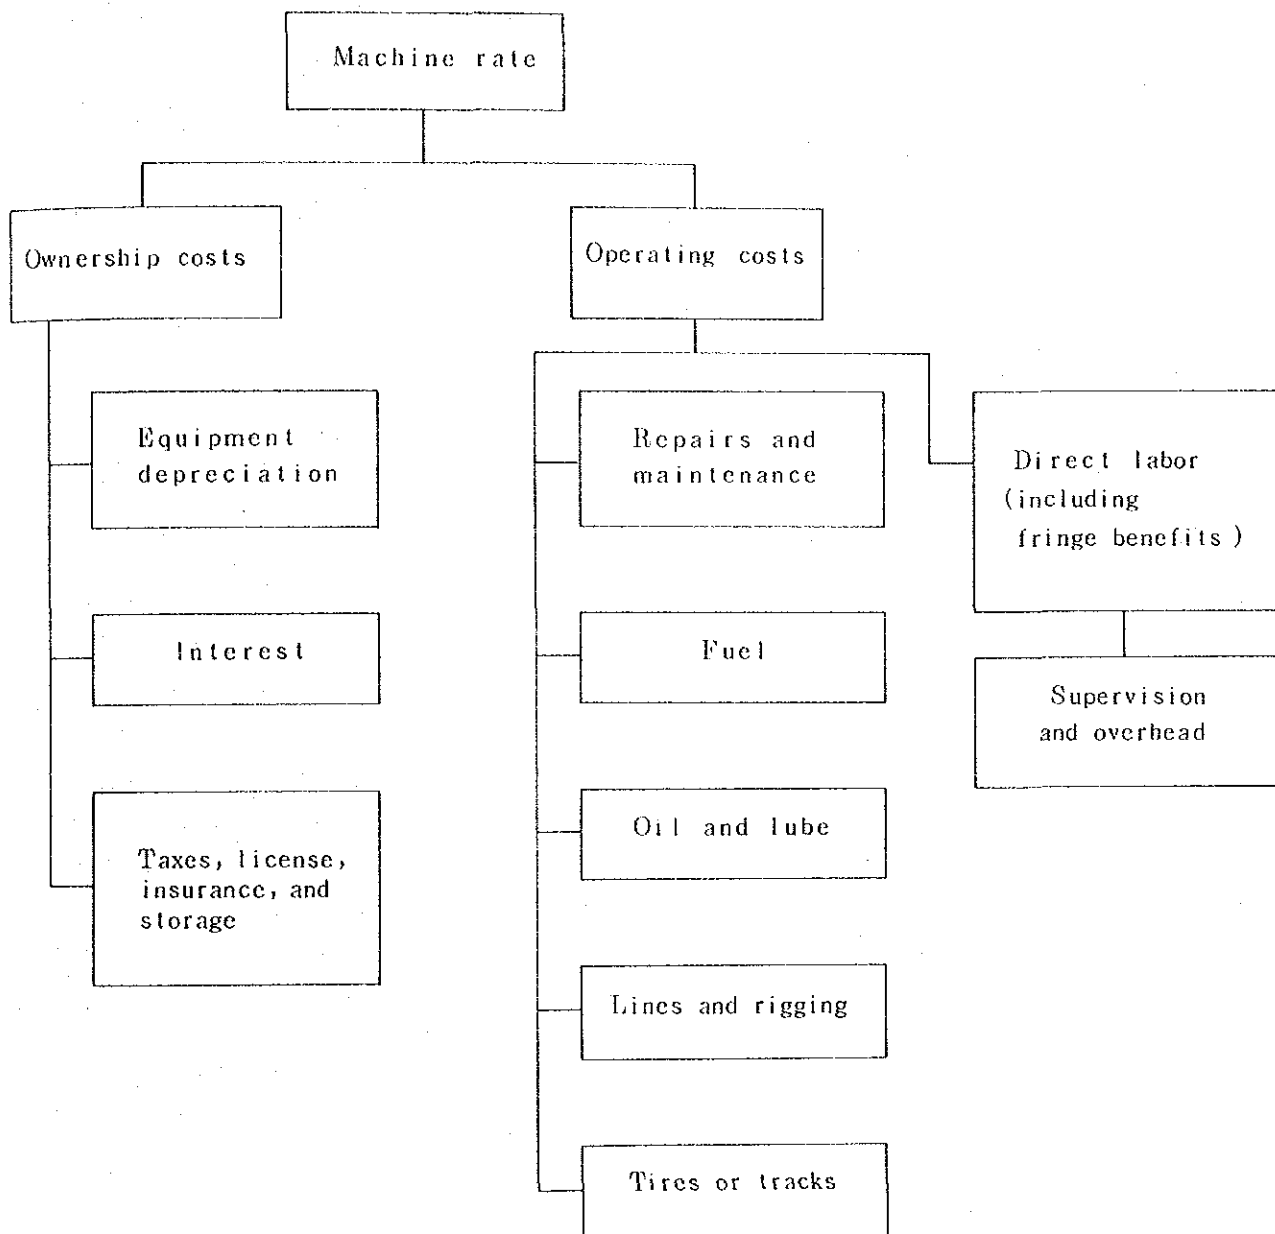 Machine rate
Ownership costs
Operating costs
Equipment
depreciation
Repairs and
maintenance
Direct labor
(including
fringe benefits)
Interest
Fuel
Supervision
and overhead
Oil and lube
Taxes, license,
insurance, and
storage
Lines and rigging
Tires or tracks